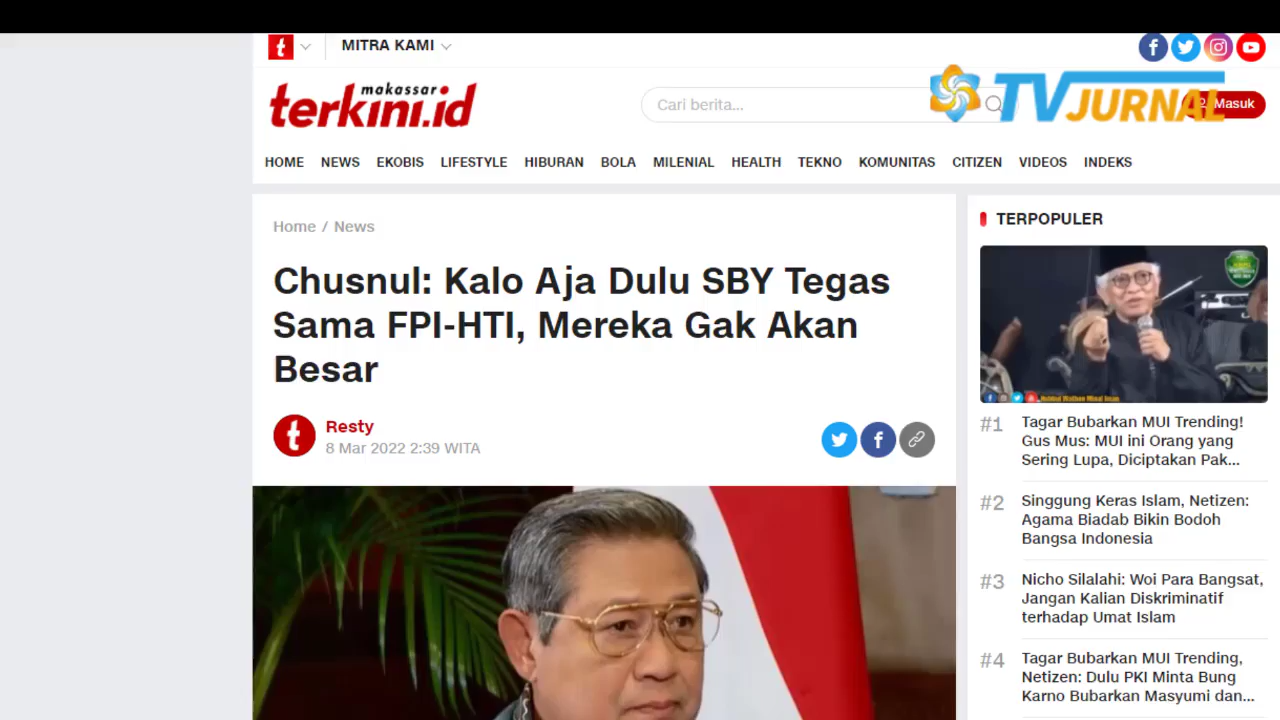 MITRA KAMI
makassar
terkini.id
Cari berita...
TVJURNAL
Masuk
HOME NEWS EKOBIS LIFESTYLE HIBURAN BOLA MILENIAL HEALTH TEKNO KOMUNITAS CITIZEN VIDEOS INDEKS
Home / News
Chusnul: Kalo Aja Dulu SBY Tegas
Sama FPI-HTI, Mereka Gak Akan
Besar
Resty
8 Mar 2022 2:39 WITA
TERPOPULER
#1 Tagar Bubarkan MUI Trending!
Gus Mus: MUI ini Orang yang
Sering Lupa, Diciptakan Pak...
#2 Singgung Keras Islam, Netizen:
Agama Biadab Bikin Bodoh
Bangsa Indonesia
#3 Nicho Silalahi: Woi Para Bangsat,
Jangan Kalian Diskriminatif
terhadap Umat Islam
#4 Tagar Bubarkan MUI Trending,
Netizen: Dulu PKI Minta Bung
Karno Bubarkan Masyumi dan...